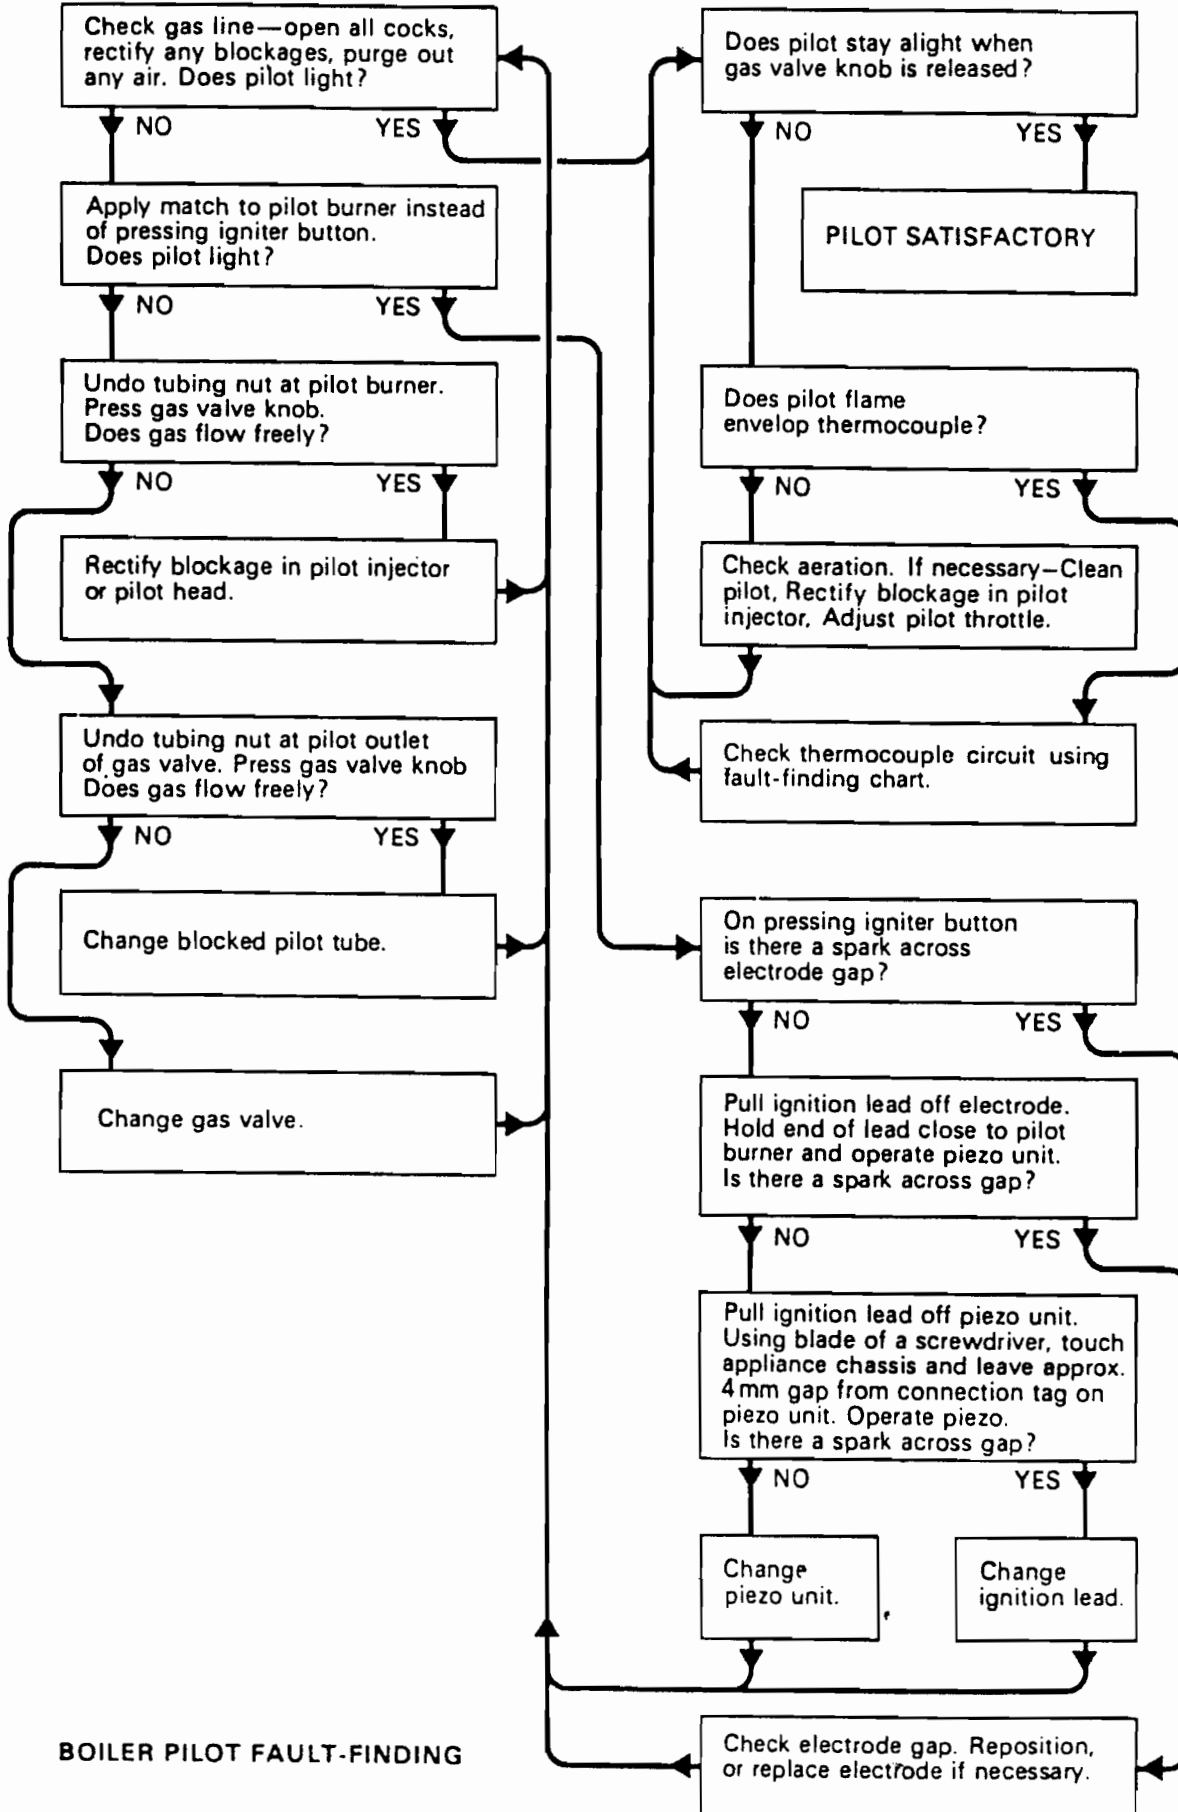 Check gas line—open all cocks,
rectify any blockages, purge out
any air. Does pilot light?
NO
YES
Apply match to pilot burner instead
of pressing igniter button.
Does pilot light?
NO
YES
Undo tubing nut at pilot burner.
Press gas valve knob.
Does gas flow freely?
NO
YES
Rectify blockage in pilot injector
or pilot head.
Undo tubing nut at pilot outlet
of gas valve. Press gas valve knob
Does gas flow freely?
NO
YES
Change blocked pilot tube.
Change gas valve.
Does pilot stay alight when
gas valve knob is released?
NO
YES
PILOT SATISFACTORY
Does pilot flame
envelop thermocouple?
NO
YES
Check aeration. If necessary—Clean
pilot, Rectify blockage in pilot
injector, Adjust pilot throttle.
Check thermocouple circuit using
fault-finding chart.
On pressing igniter button
is there a spark across
electrode gap?
NO
YES
Pull ignition lead off electrode.
Hold end of lead close to pilot
burner and operate piezo unit.
Is there a spark across gap?
NO
YES
Pull ignition lead off piezo unit.
Using blade of a screwdriver, touch
appliance chassis and leave approx.
4mm gap from connection tag on
piezo unit. Operate piezo.
Is there a spark across gap?
NO
YES
Change
piezo unit.
Change
ignition lead.
Check electrode gap. Reposition,
or replace electrode if necessary.
BOILER PILOT FAULT-FINDING